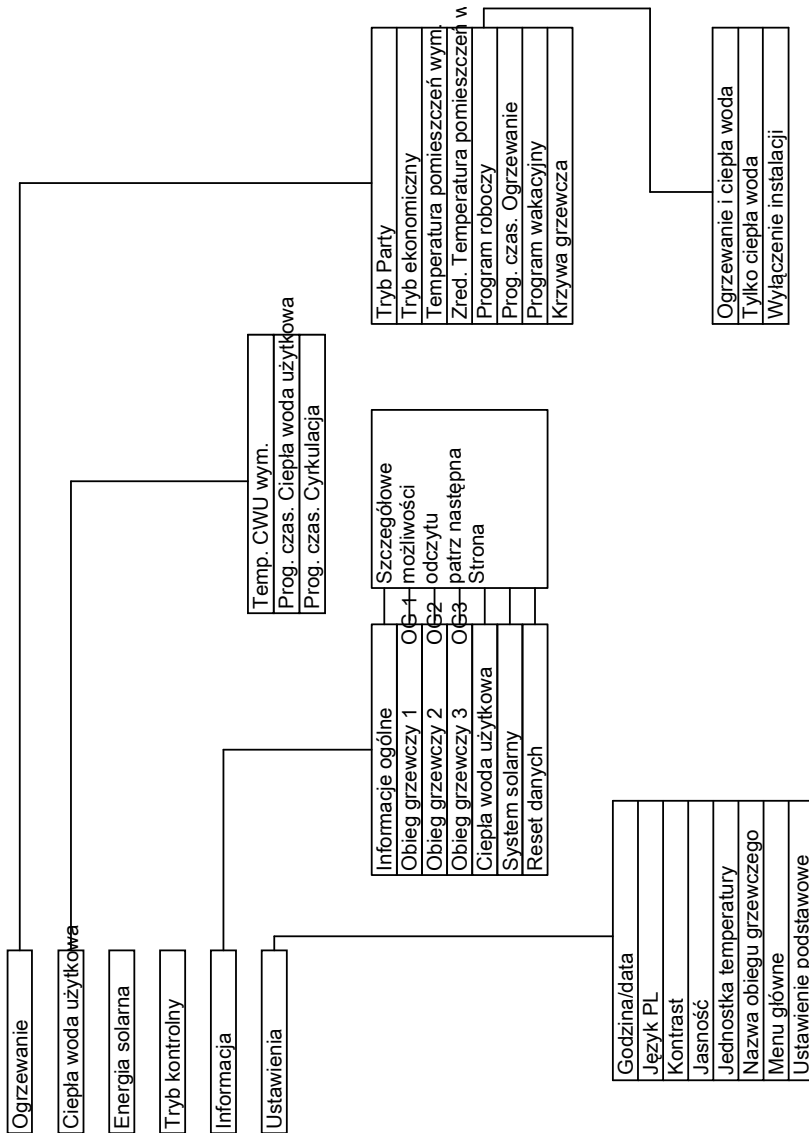 Ogrzewanie
Ciepła woda użytkowa
Energia solarna
Tryb kontrolny
Informacja
Ustawienia
Tryb Party
Tryb ekonomiczny
Temperatura pomieszczeń wym.
Zred. Temperatura pomieszczeń w
Program roboczy
Prog. czas. Ogrzewanie
Program wakacyjny
Krzywa grzewcza
Ogrzewanie i ciepła woda
Tylko ciepła woda
Wyłączenie instalacji
Temp. CWU wym.
Prog. czas. Ciepła woda użytkowa
Prog. czas. Cyrkulacja
Informacje ogólne
Obieg grzewczy 1 OG 1
Obieg grzewczy 2 OG2
Obieg grzewczy 3 OG3
Ciepła woda użytkowa
System solarny
Reset danych
Szczegółowe
możliwości
odczytu
patrz następna
Strona
Godzina/data
Język PL
Kontrast
Jasność
Jednostka temperatury
Nazwa obiegu grzewczego
Menu główne
Ustawienie podstawowe